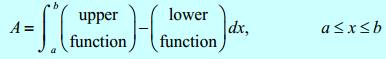 A = ∫_a^b ( upper function ) − ( lower function ) dx,    a ≤ x ≤ b